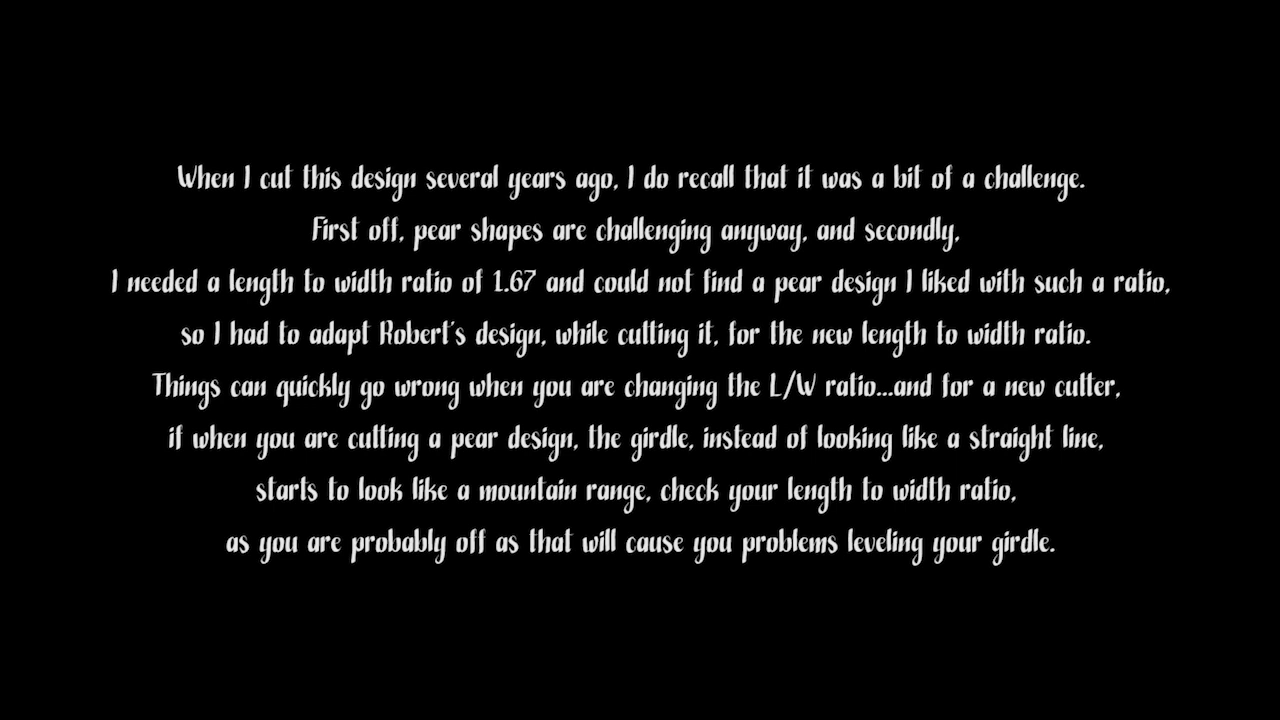 When I cut this design several years ago, I do recall that it was a bit of a challenge.
First off, pear shapes are challenging anyway, and secondly,
I needed a length to width ratio of 1.67 and could not find a pear design I liked with such a ratio,
so I had to adapt Robert's design, while cutting it, for the new length to width ratio.
Things can quickly go wrong when you are changing the L/W ratio...and for a new cutter,
if when you are cutting a pear design, the girdle, instead of looking like a straight line,
starts to look like a mountain range, check your length to width ratio,
as you are probably off as that will cause you problems leveling your girdle.